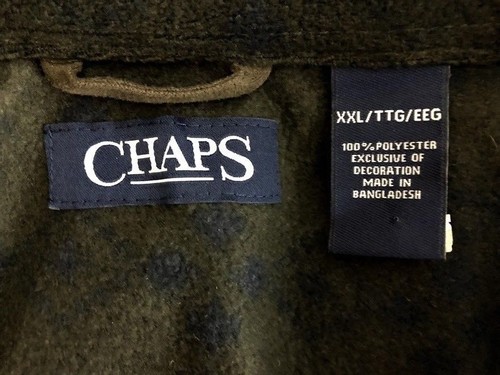 CHAPS
XXL/TTG/EEG
100% POLYESTER
EXCLUSIVE OF
DECORATION
MADE IN
BANGLADESH